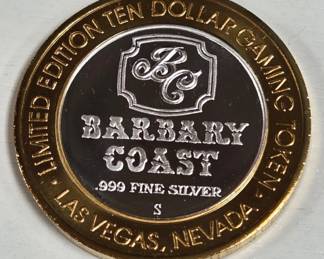 LIMITED EDITION TEN DOLLAR GAMING TOKEN
BC
BARBARY
COAST
.999 FINE SILVER
S
• LAS VEGAS, NEVADA •